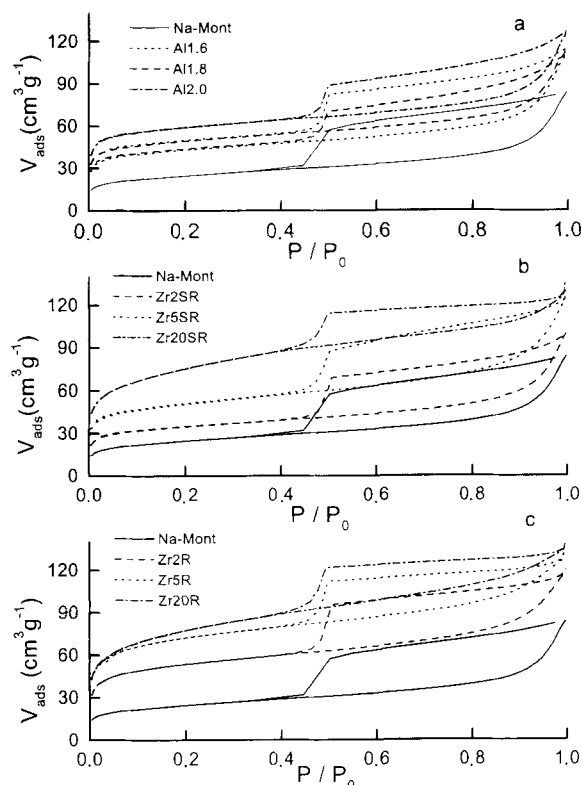 a
Na-Mont
Al1.6
Al1.8
Al2.0
V_ads(cm³g⁻¹)
120
90
60
30
0
0.0 0.2 0.4 0.6 0.8 1.0
P / P₀
b
Na-Mont
Zr2SR
Zr5SR
Zr20SR
V_ads(cm³g⁻¹)
120
90
60
30
0
0.0 0.2 0.4 0.6 0.8 1.0
P / P₀
c
Na-Mont
Zr2R
Zr5R
Zr20R
V_ads (cm³g⁻¹)
120
90
60
30
0
0.0 0.2 0.4 0.6 0.8 1.0
P / P₀